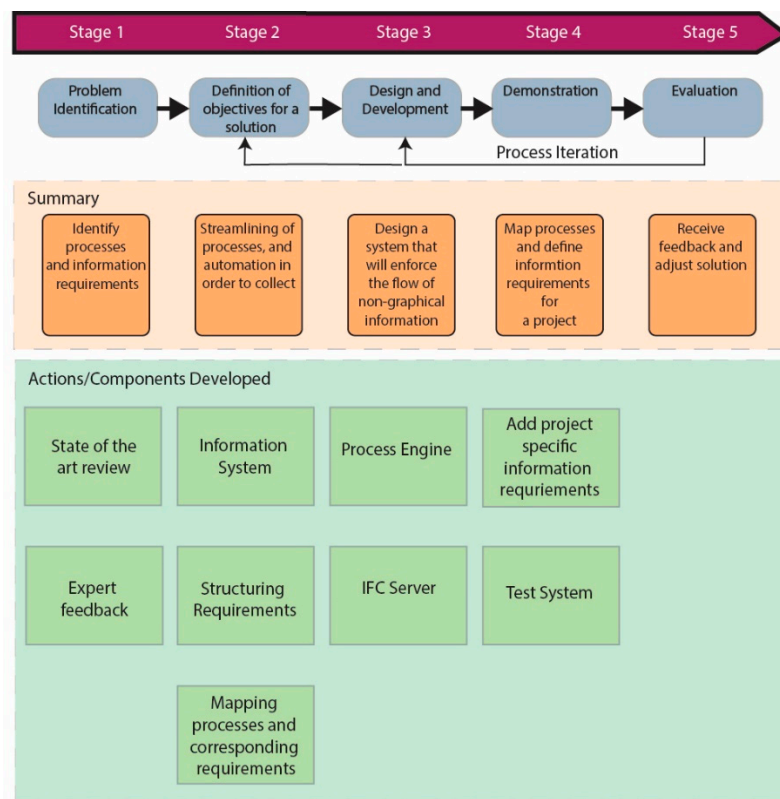 Stage 1
Stage 2
Stage 3
Stage 4
Stage 5
Problem
Identification
Definition of
objectives for a
solution
Design and
Development
Demonstration
Evaluation
Process Iteration
Summary
Identify
processes
and information
requirements
Streamlining of
processes, and
automation in
order to collect
Design a
system that
will enforce
the flow of
non-graphical
information
Map processes
and define
informtion
requirements
for
a project
Receive
feedback and
adjust solution
Actions/Components Developed
State of the
art review
Information
System
Process Engine
Add project
specific
information
requriements
Expert
feedback
Structuring
Requirements
IFC Server
Test System
Mapping
processes and
corresponding
requirements